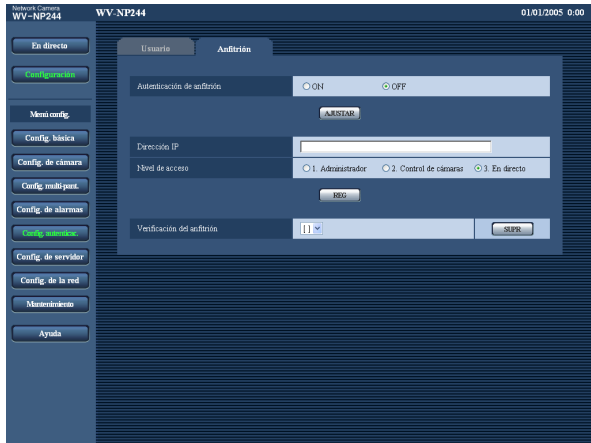 Network Camera
WV-NP244
WV-NP244
01/01/2005 0:00
En directo
Configuración
Menú config.
Config. básica
Config. de cámara
Config. multi-pant.
Config. de alarmas
Config. autenticac.
Config. de servidor
Config. de la red
Mantenimiento
Ayuda
Usuario Anfitrión
Autenticación de anfitrión ON OFF
AJUSTAR
Dirección IP
Nivel de acceso 1. Administrador 2. Control de cámaras 3. En directo
REG
Verificación del anfitrión [ ] SUPR